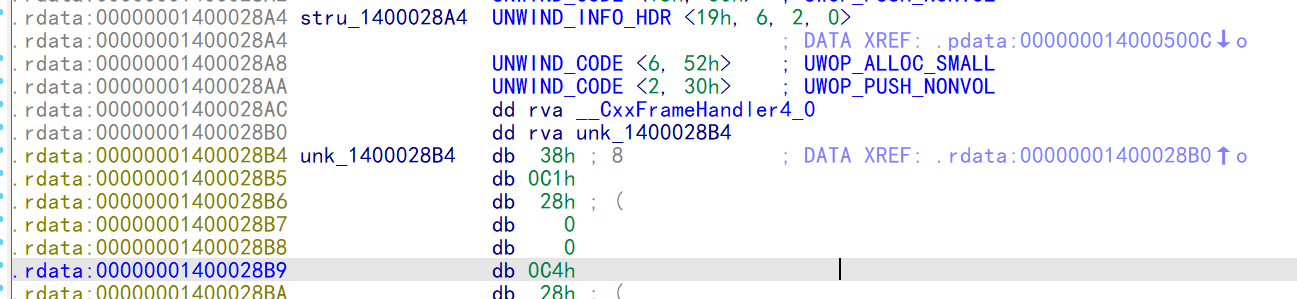 .rdata:00000001400028A4 stru_1400028A4 UNWIND_INFO_HDR <19h, 6, 2, 0>
.rdata:00000001400028A4 ; DATA XREF: .pdata:000000014000500C↓o
.rdata:00000001400028A8 UNWIND_CODE <6, 52h> ; UWOP_ALLOC_SMALL
.rdata:00000001400028AA UNWIND_CODE <2, 30h> ; UWOP_PUSH_NONVOL
.rdata:00000001400028AC dd rva __CxxFrameHandler4_0
.rdata:00000001400028B0 dd rva unk_1400028B4
.rdata:00000001400028B4 unk_1400028B4 db 38h ; 8 ; DATA XREF: .rdata:00000001400028B0↑o
.rdata:00000001400028B5 db 0C1h
.rdata:00000001400028B6 db 28h ; (
.rdata:00000001400028B7 db 0
.rdata:00000001400028B8 db 0
.rdata:00000001400028B9 db 0C4h
.rdata:00000001400028BA db 28h ; (